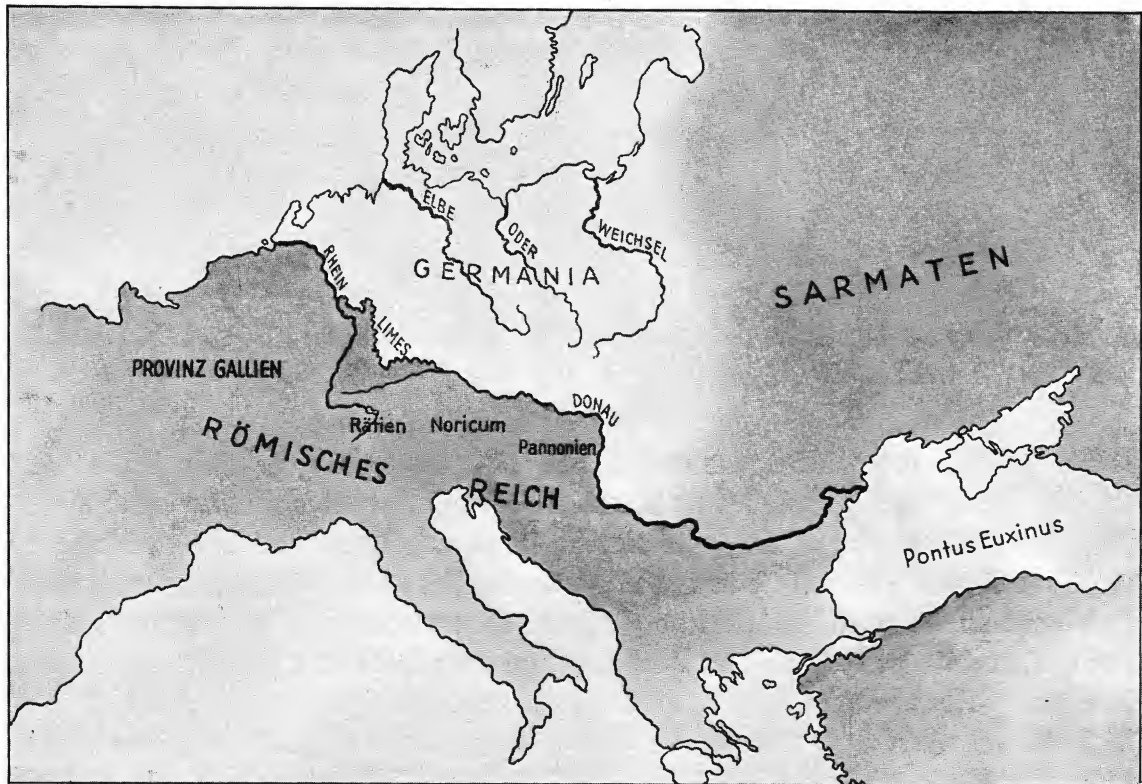 ELBE
ODER
WEICHSEL
RHEIN
GERMANIA
SARMATEN
LIMES
PROVINZ GALLIEN
DONAU
Rätien
Noricum
Pannonien
RÖMISCHES
REICH
Pontus Euxinus